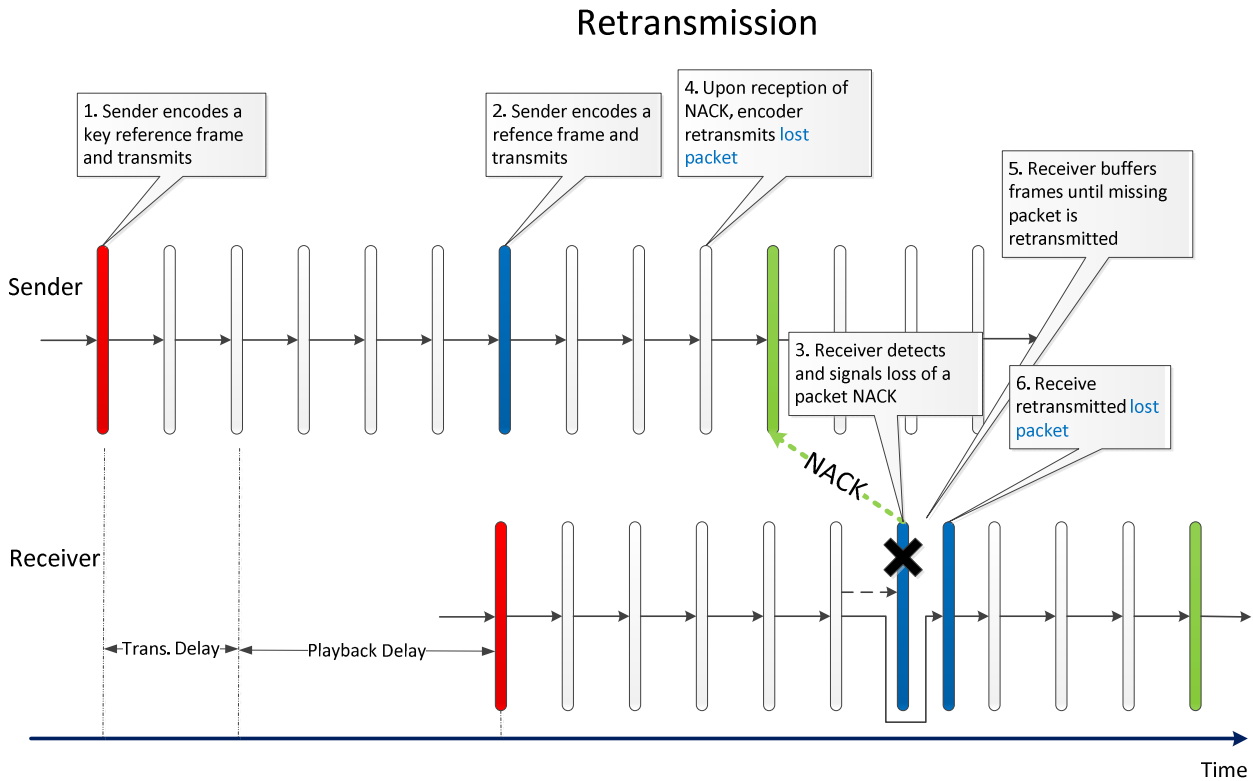 Retransmission
1. Sender encodes a
key reference frame
and transmits
2. Sender encodes a
refence frame and
transmits
4. Upon reception of
NACK, encoder
retransmits lost
packet
5. Receiver buffers
frames until missing
packet is
retransmitted
Sender
3. Receiver detects
and signals loss of a
packet NACK
6. Receive
retransmitted lost
packet
NACK
Receiver
Trans. Delay
Playback Delay
Time